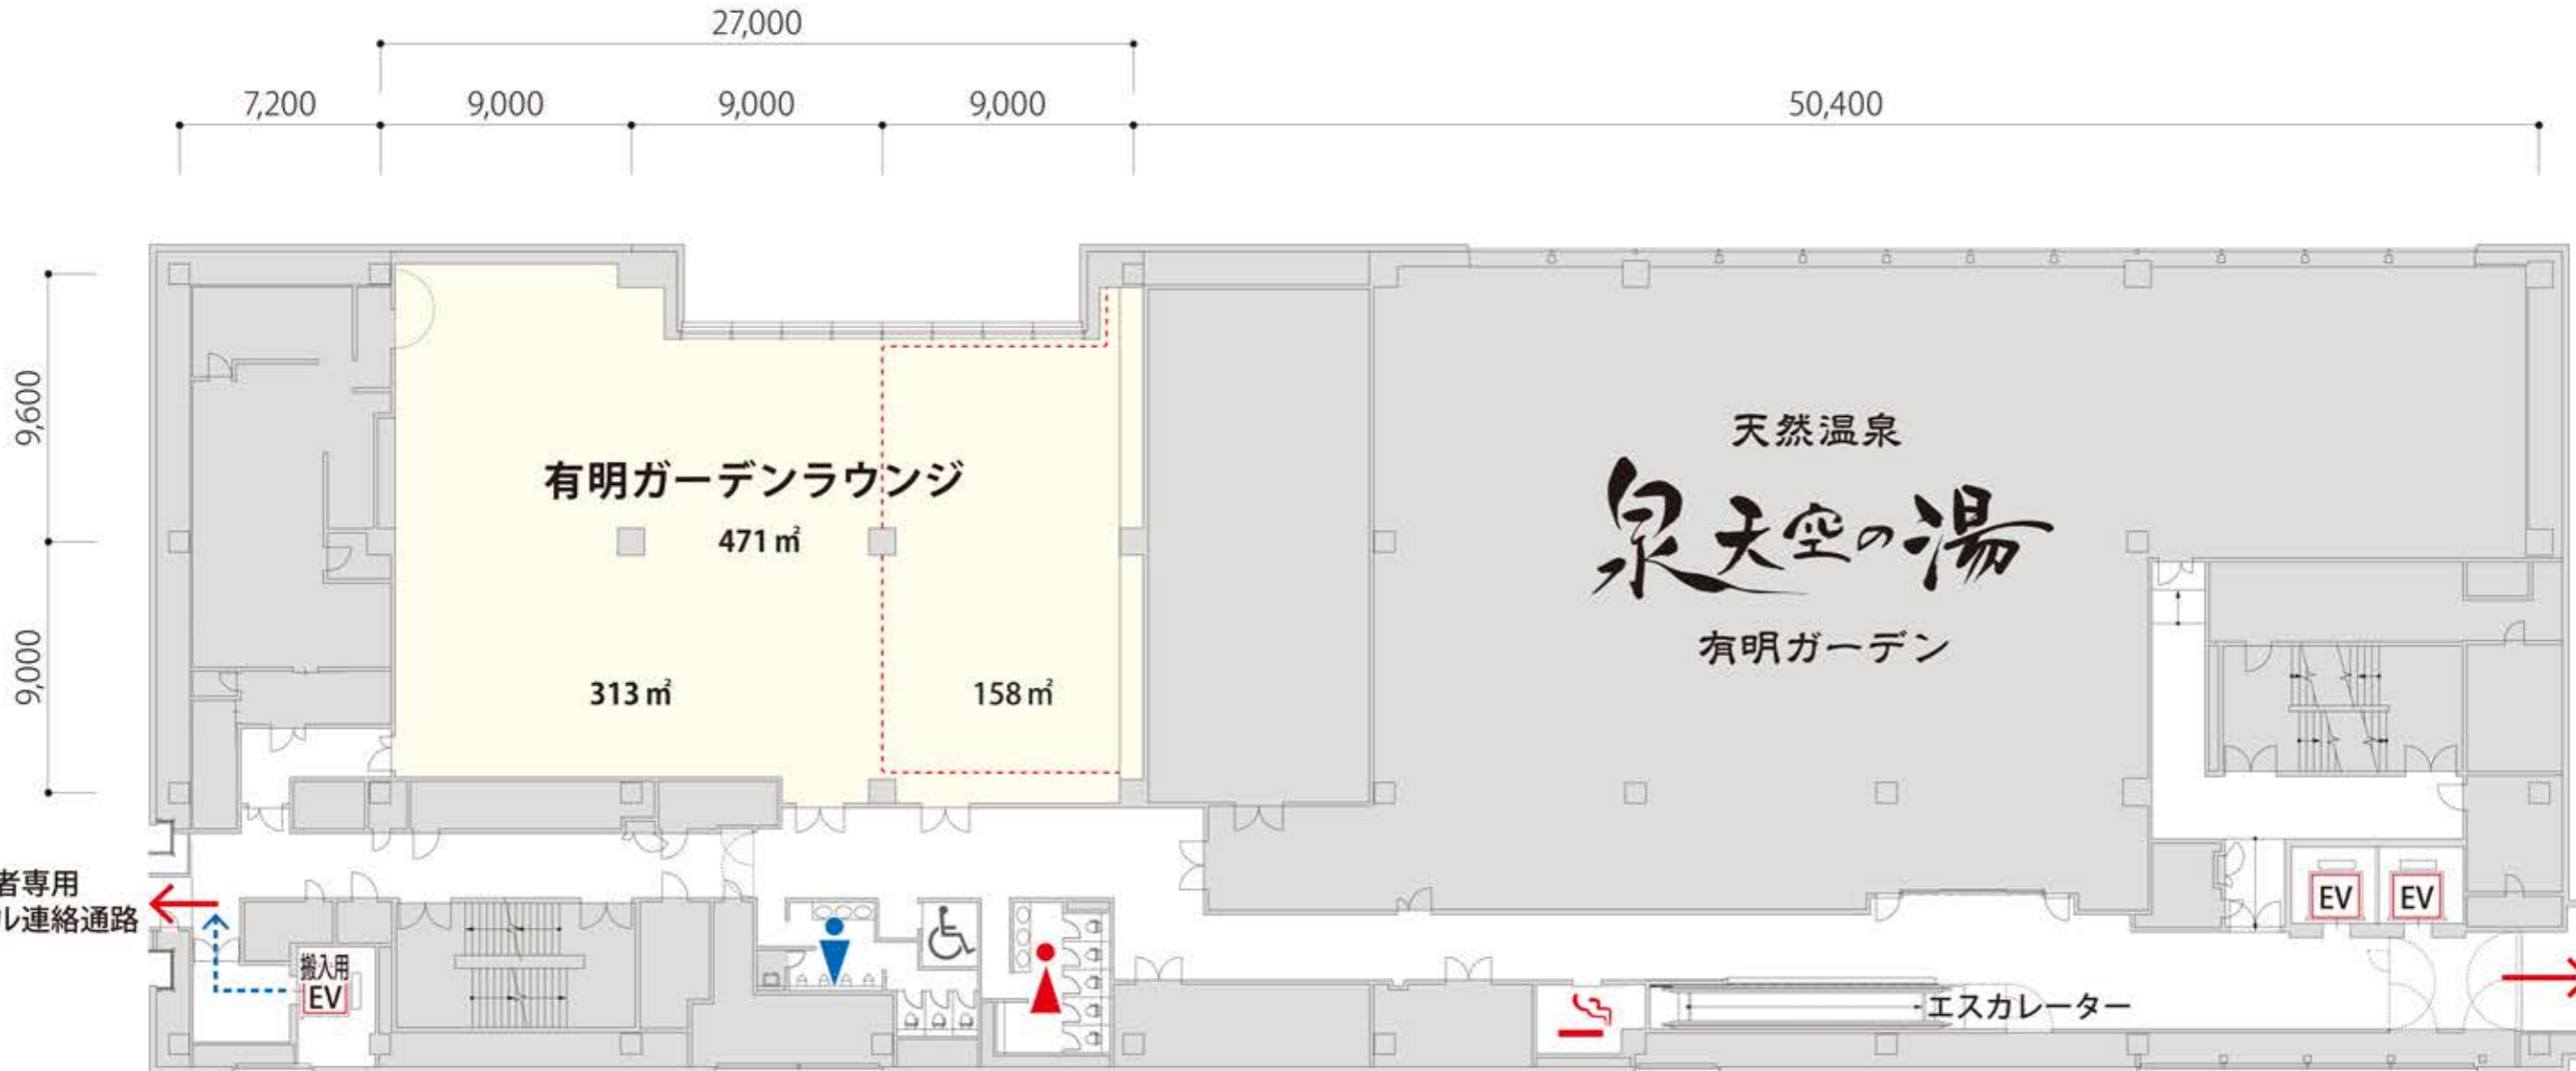 27,000
7,200
9,000
9,000
9,000
50,400
9,600
9,000
有明ガーデンラウンジ
471㎡
313㎡
158㎡
天然温泉
泉天空の湯
有明ガーデン
者専用
ル連絡通路
搬入用
EV
EV
EV
エスカレーター